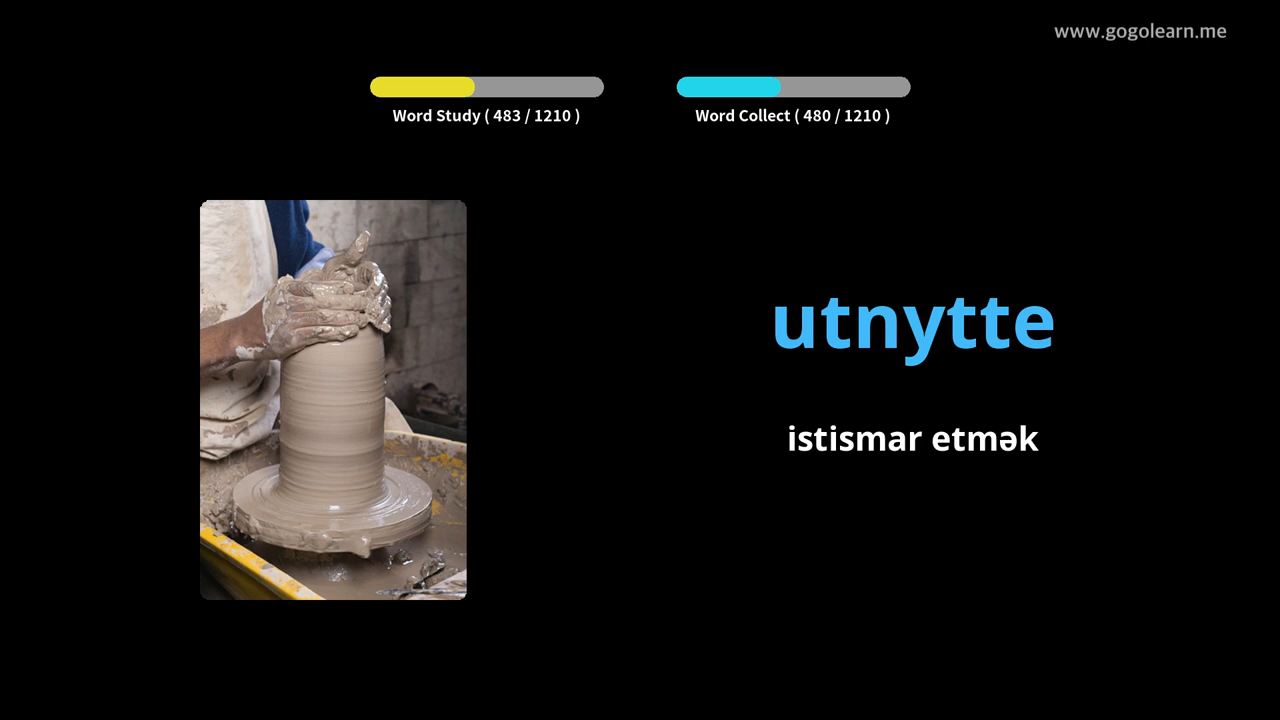 www.gogolearn.me
Word Study ( 483 / 1210 )
Word Collect ( 480 / 1210 )
utnytte
istismar etmək